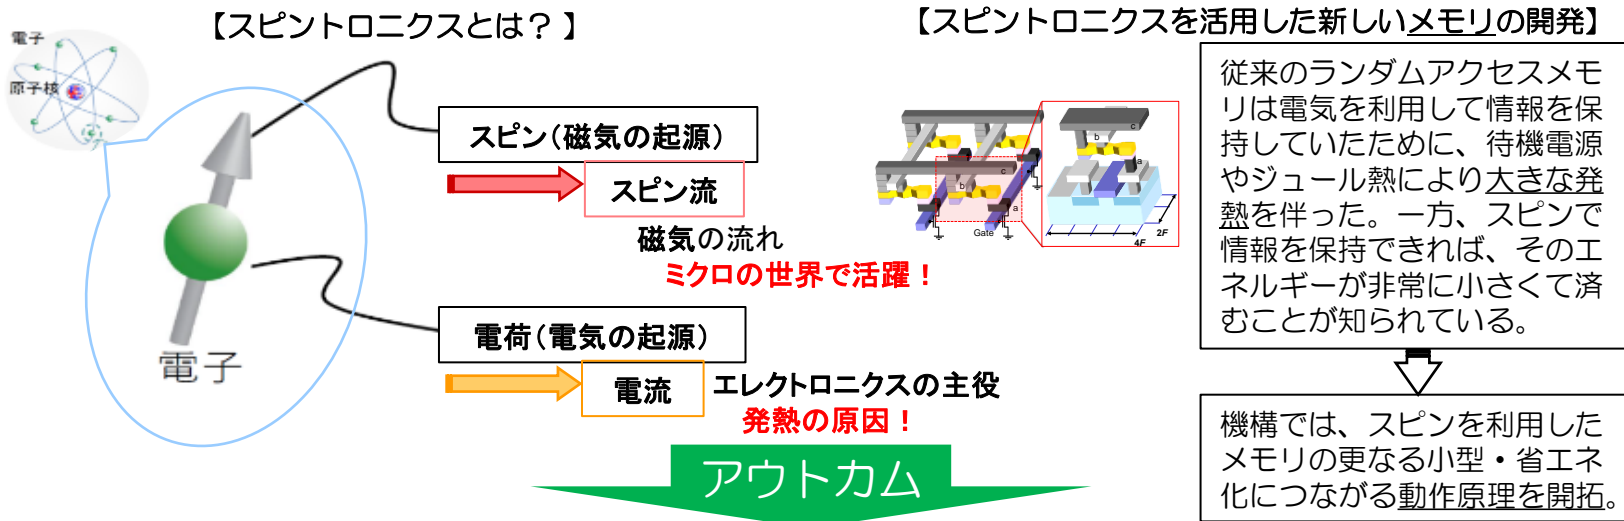 【スピントロニクスとは？】
電子
原子核
スピン（磁気の起源）
スピン流
磁気の流れ
ミクロの世界で活躍！
電子
電荷（電気の起源）
電流
エレクトロニクスの主役
発熱の原因！
アウトカム
【スピントロニクスを活用した新しいメモリの開発】
c
b
a
Gate
c
b
a
4F
2F
従来のランダムアクセスメモ
リは電気を利用して情報を保
持していたために、待機電源
やジュール熱により大きな発
熱を伴った。一方、スピンで
情報を保持できれば、そのエ
ネルギーが非常に小さくて済
むことが知られている。
機構では、スピンを利用した
メモリの更なる小型・省エネ
化につながる動作原理を開拓。